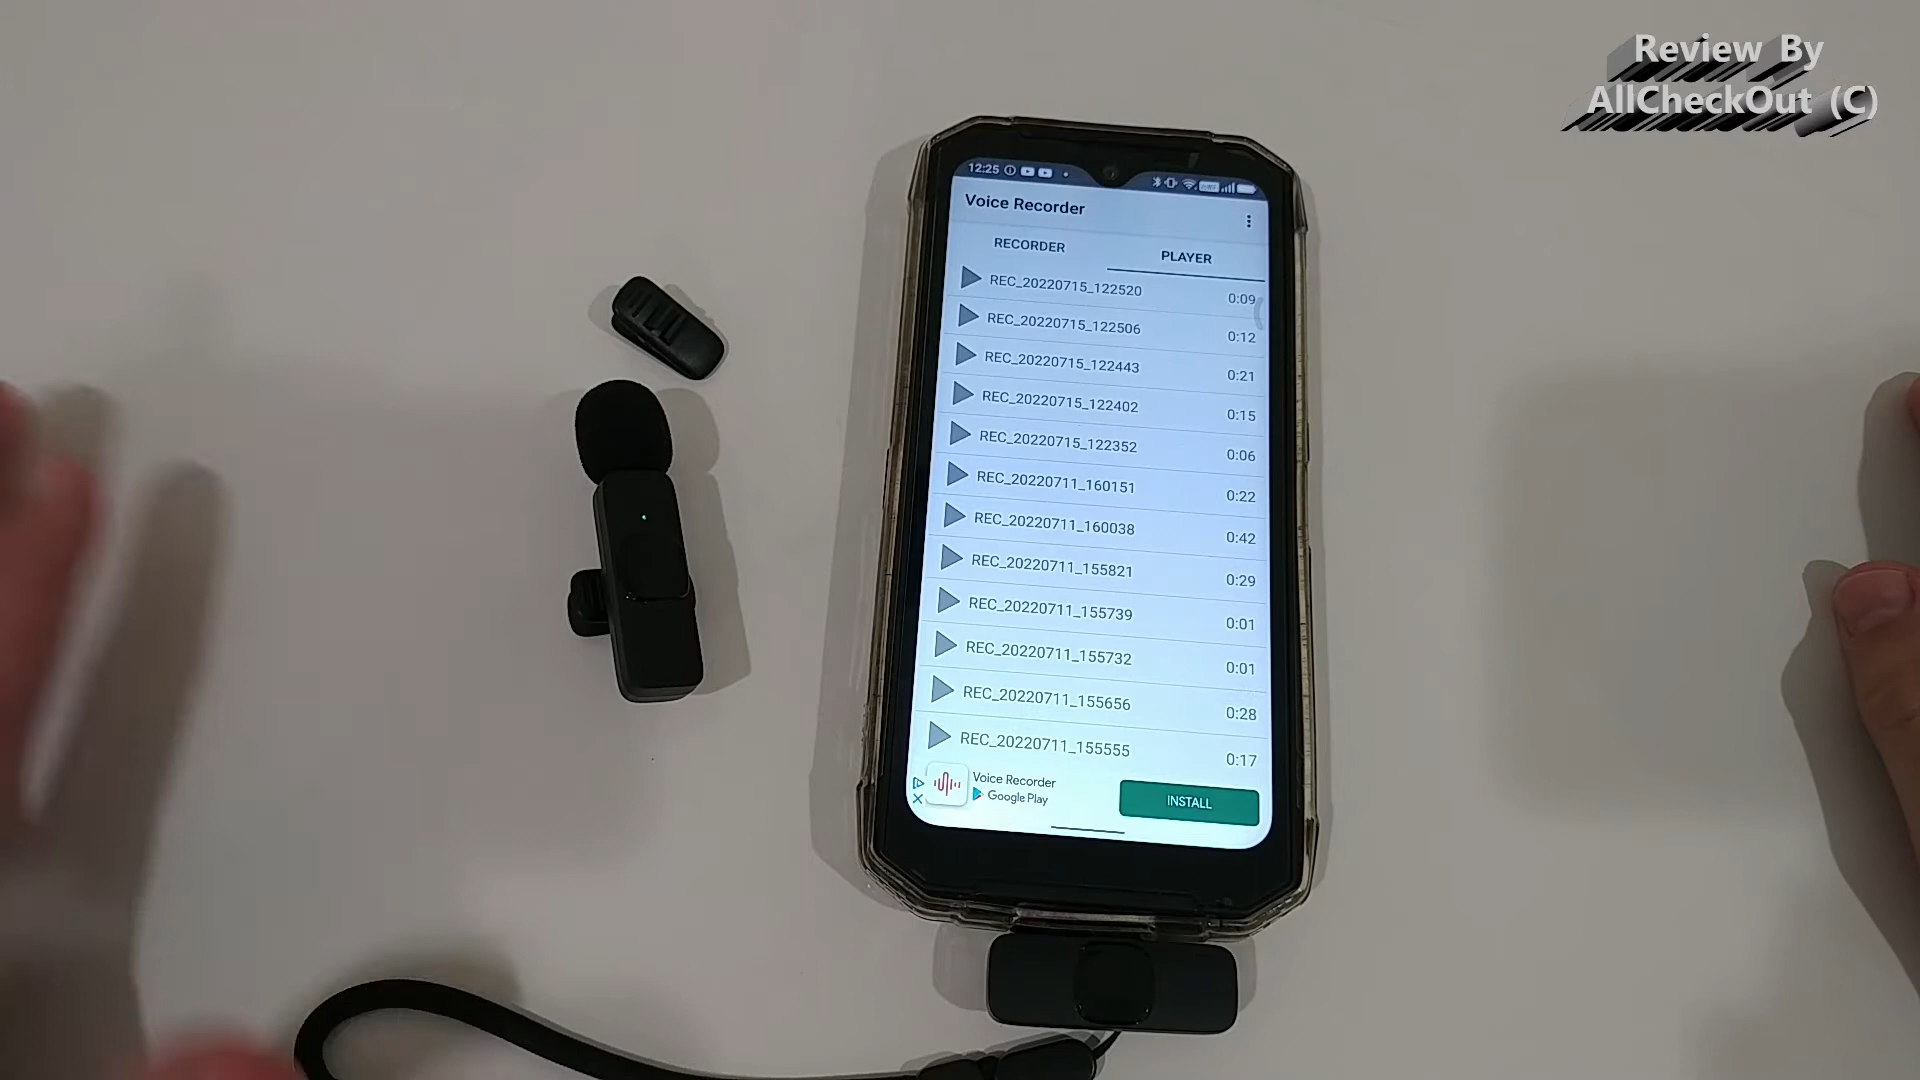 Review By
AllCheckOut (C)
12:25
Voice Recorder
RECORDER
PLAYER
REC_20220715_122520 0:09
REC_20220715_122506 0:12
REC_20220715_122443 0:21
REC_20220715_122402 0:15
REC_20220715_122352 0:06
REC_20220711_160151 0:22
REC_20220711_160038 0:42
REC_20220711_155821 0:29
REC_20220711_155739 0:01
REC_20220711_155732 0:01
REC_20220711_155656 0:28
REC_20220711_155555 0:17
Voice Recorder
Google Play
INSTALL